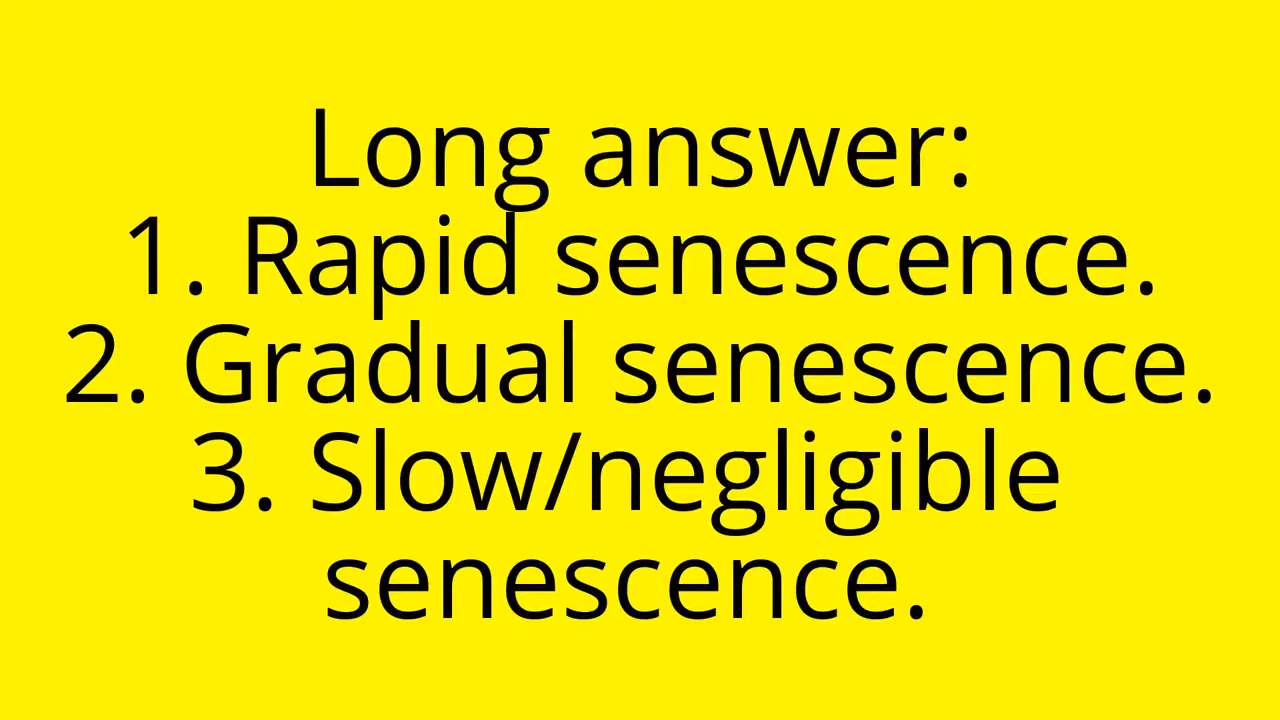 Long answer:
1. Rapid senescence.
2. Gradual senescence.
3. Slow/negligible
senescence.